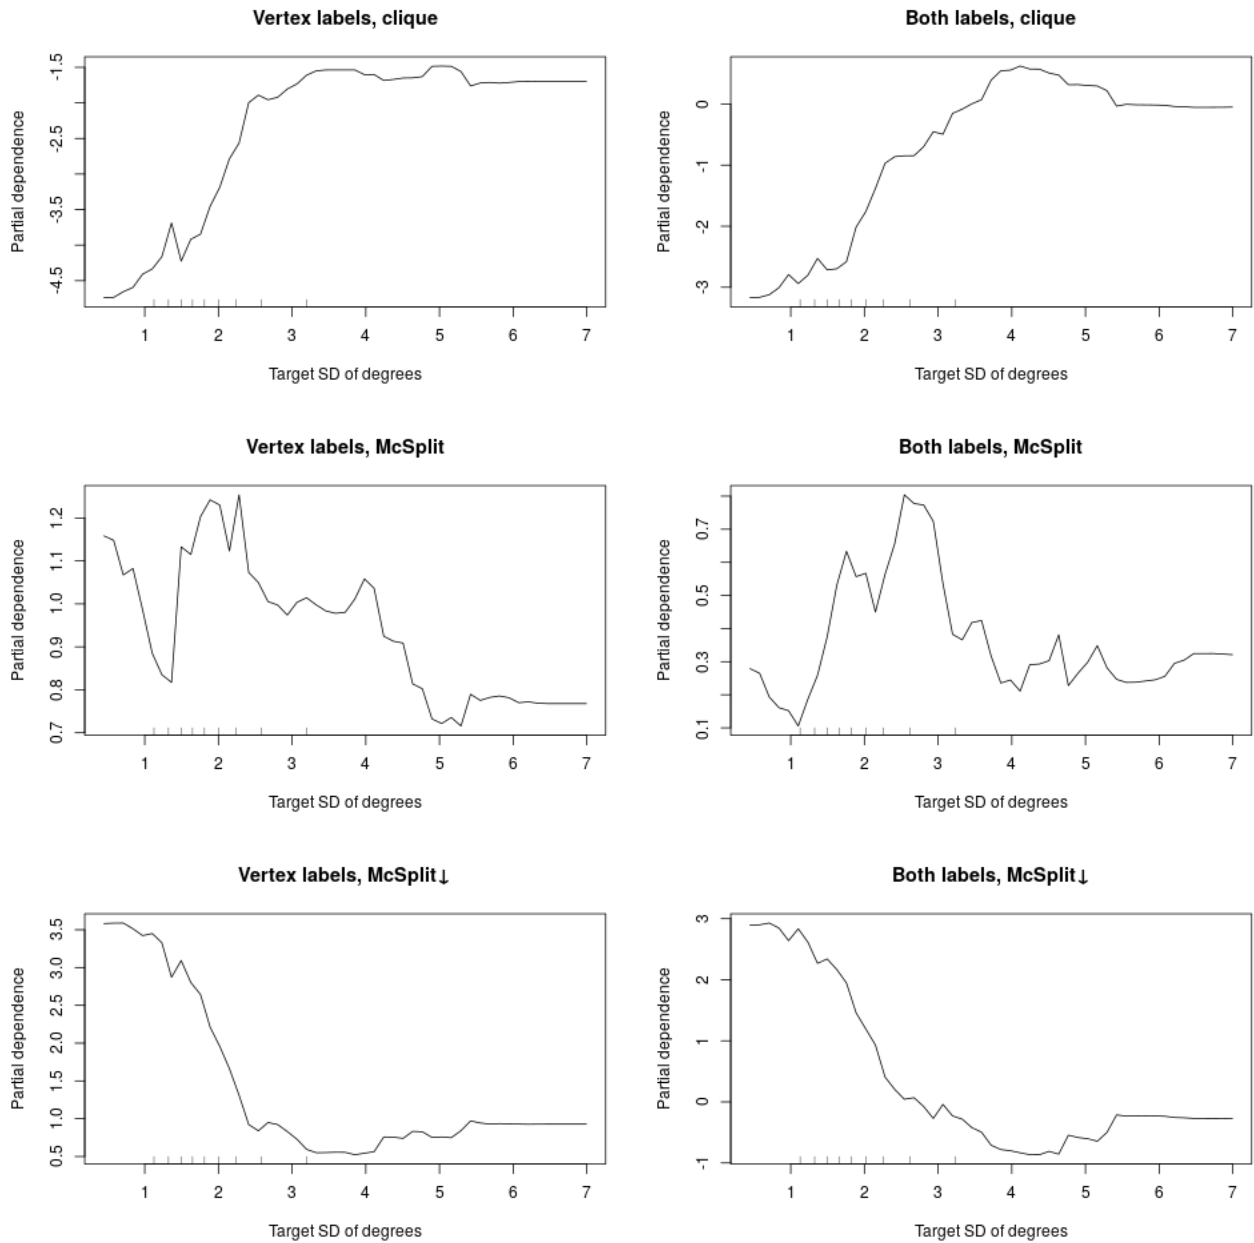 Vertex labels, clique
Partial dependence
-1.5
-2.5
-3.5
-4.5
1 2 3 4 5 6 7
Target SD of degrees
Both labels, clique
Partial dependence
0
-1
-2
-3
1 2 3 4 5 6 7
Target SD of degrees
Vertex labels, McSplit
Partial dependence
1.2
1.1
1.0
0.9
0.8
0.7
1 2 3 4 5 6 7
Target SD of degrees
Both labels, McSplit
Partial dependence
0.7
0.5
0.3
0.1
1 2 3 4 5 6 7
Target SD of degrees
Vertex labels, McSplit↓
Partial dependence
3.5
3.0
2.5
2.0
1.5
1.0
0.5
1 2 3 4 5 6 7
Target SD of degrees
Both labels, McSplit↓
Partial dependence
3
2
1
0
-1
1 2 3 4 5 6 7
Target SD of degrees